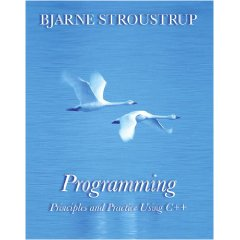 BJARNE STROUSTRUP
Programming
Principles and Practice Using C++